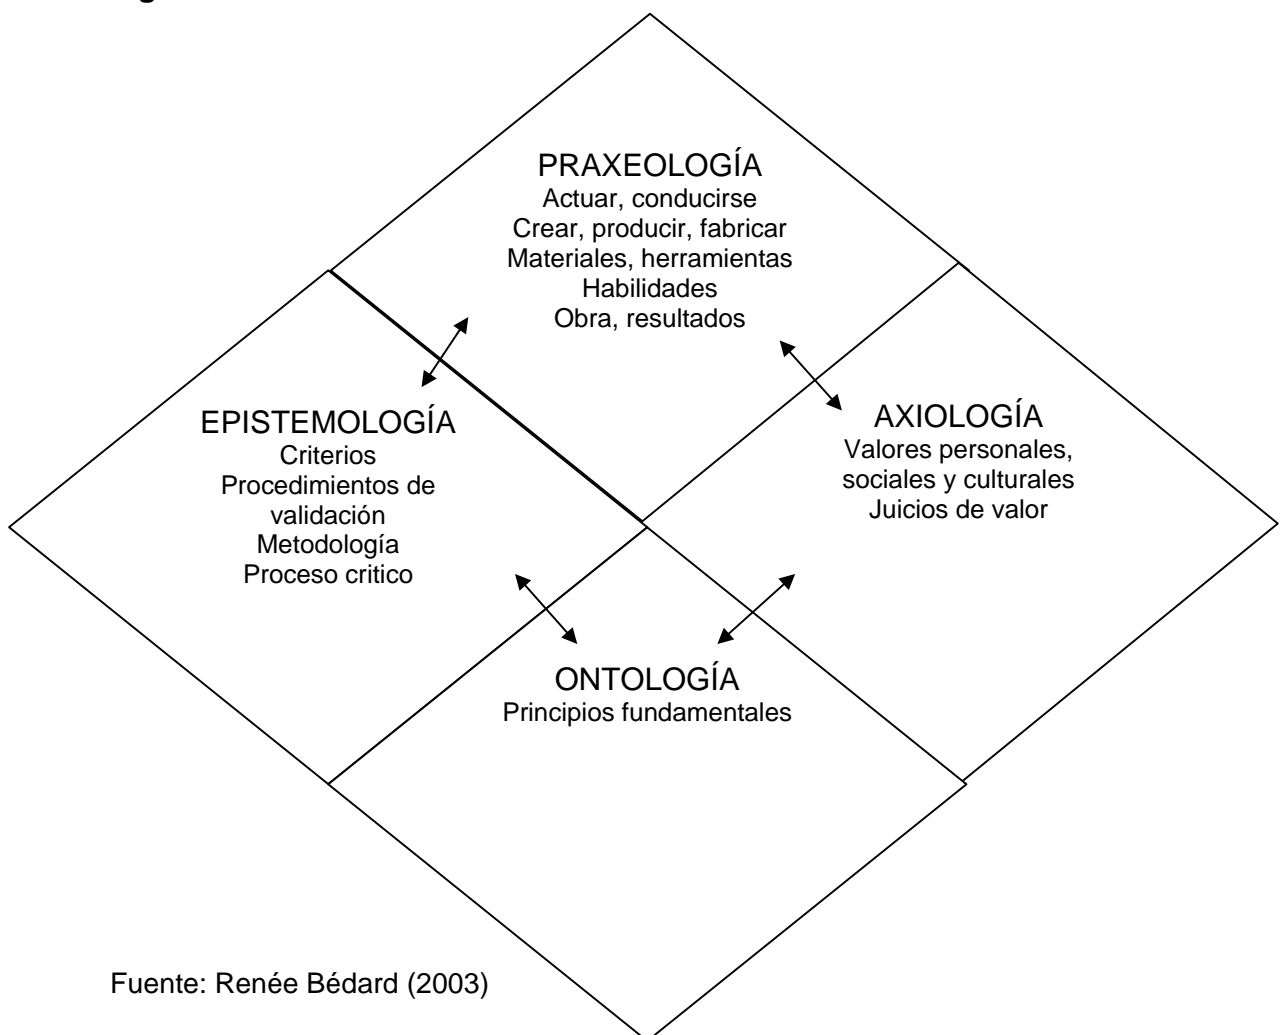 PRAXEOLOGÍA
Actuar, conducirse
Crear, producir, fabricar
Materiales, herramientas
Habilidades
Obra, resultados
EPISTEMOLOGÍA
Criterios
Procedimientos de
validación
Metodología
Proceso critico
AXIOLOGÍA
Valores personales,
sociales y culturales
Juicios de valor
ONTOLOGÍA
Principios fundamentales
Fuente: Renée Bédard (2003)